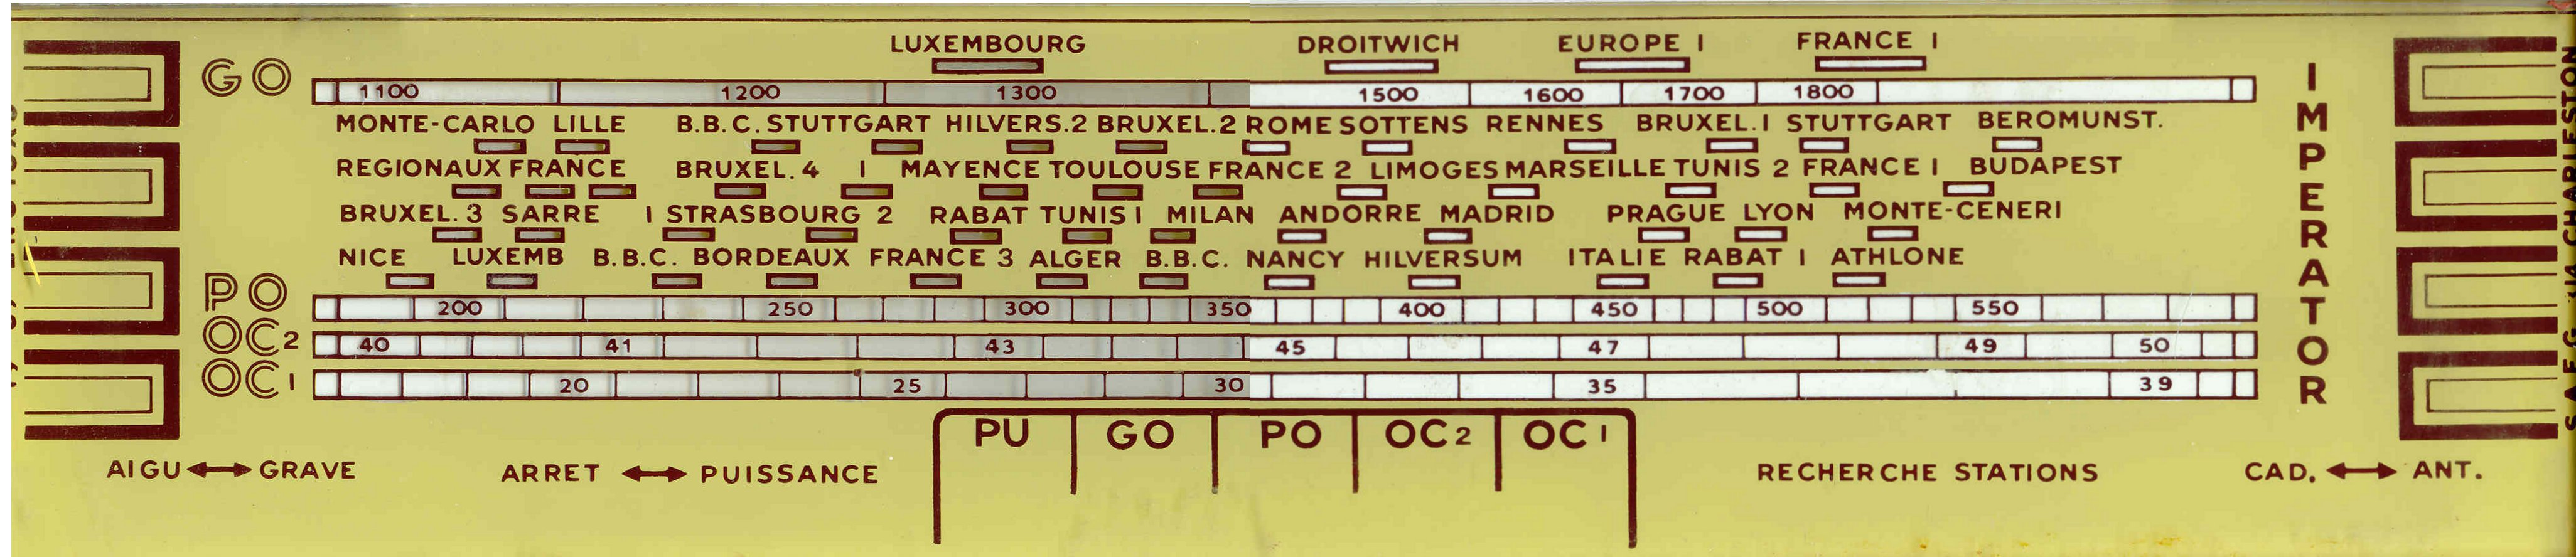 LUXEMBOURG DROITWICH EUROPE I FRANCE I
GO
1100 1200 1300 1500 1600 1700 1800
MONTE-CARLO LILLE B.B.C. STUTTGART HILVERS.2 BRUXEL.2 ROME SOTTENS RENNES BRUXEL.I STUTTGART BEROMUNST.
REGIONAUX FRANCE BRUXEL.4 I MAYENCE TOULOUSE FRANCE 2 LIMOGES MARSEILLE TUNIS 2 FRANCE I BUDAPEST
BRUXEL.3 SARRE I STRASBOURG 2 RABAT TUNIS I MILAN ANDORRE MADRID PRAGUE LYON MONTE-CENERI
NICE LUXEMB B.B.C. BORDEAUX FRANCE 3 ALGER B.B.C. NANCY HILVERSUM ITALIE RABAT I ATHLONE
PO 200 250 300 350 400 450 500 550
OC2 40 41 43 45 47 49 50
OC1 20 25 30 35 39
IMPERATOR
PU GO PO OC2 OC1
AIGU ↔ GRAVE ARRET ↔ PUISSANCE RECHERCHE STATIONS CAD. ↔ ANT.